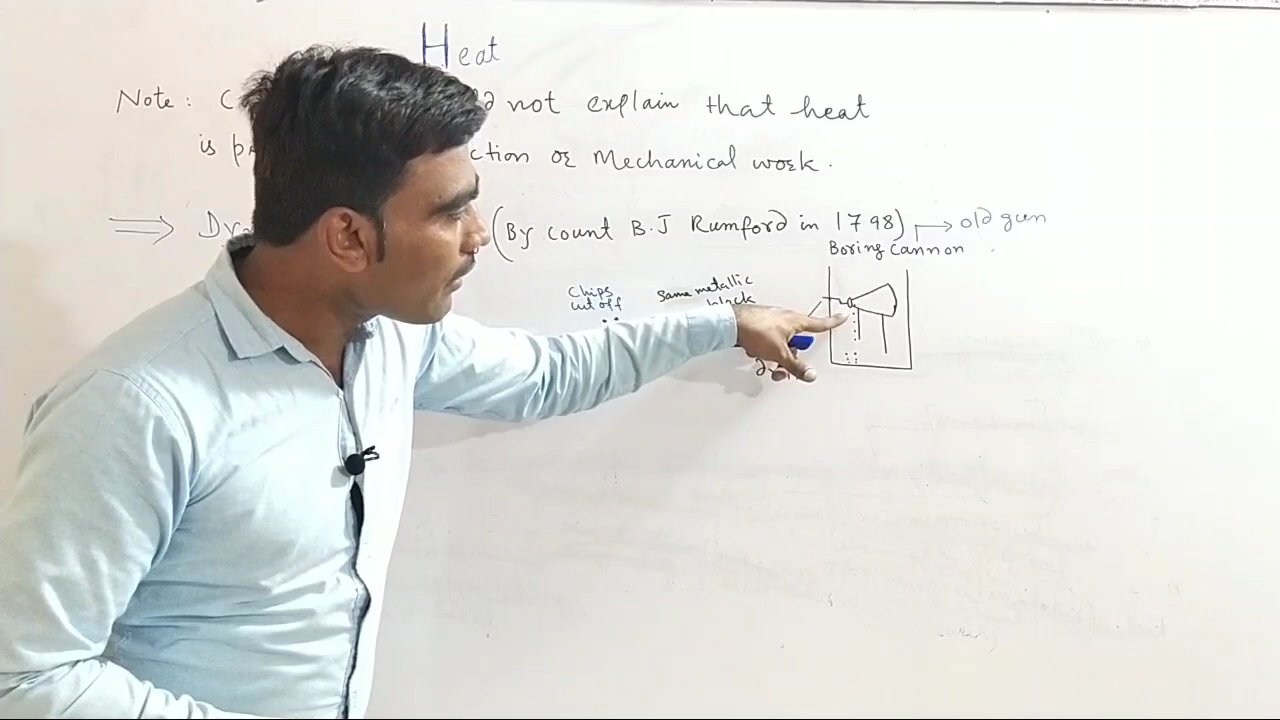 Heat
Note: C d not explain that heat
is p ction or Mechanical work.
⟹ D (By count B.J Rumford in 1798) → old gun
Boring Cannon
Chips
cut off
Same metallic
block